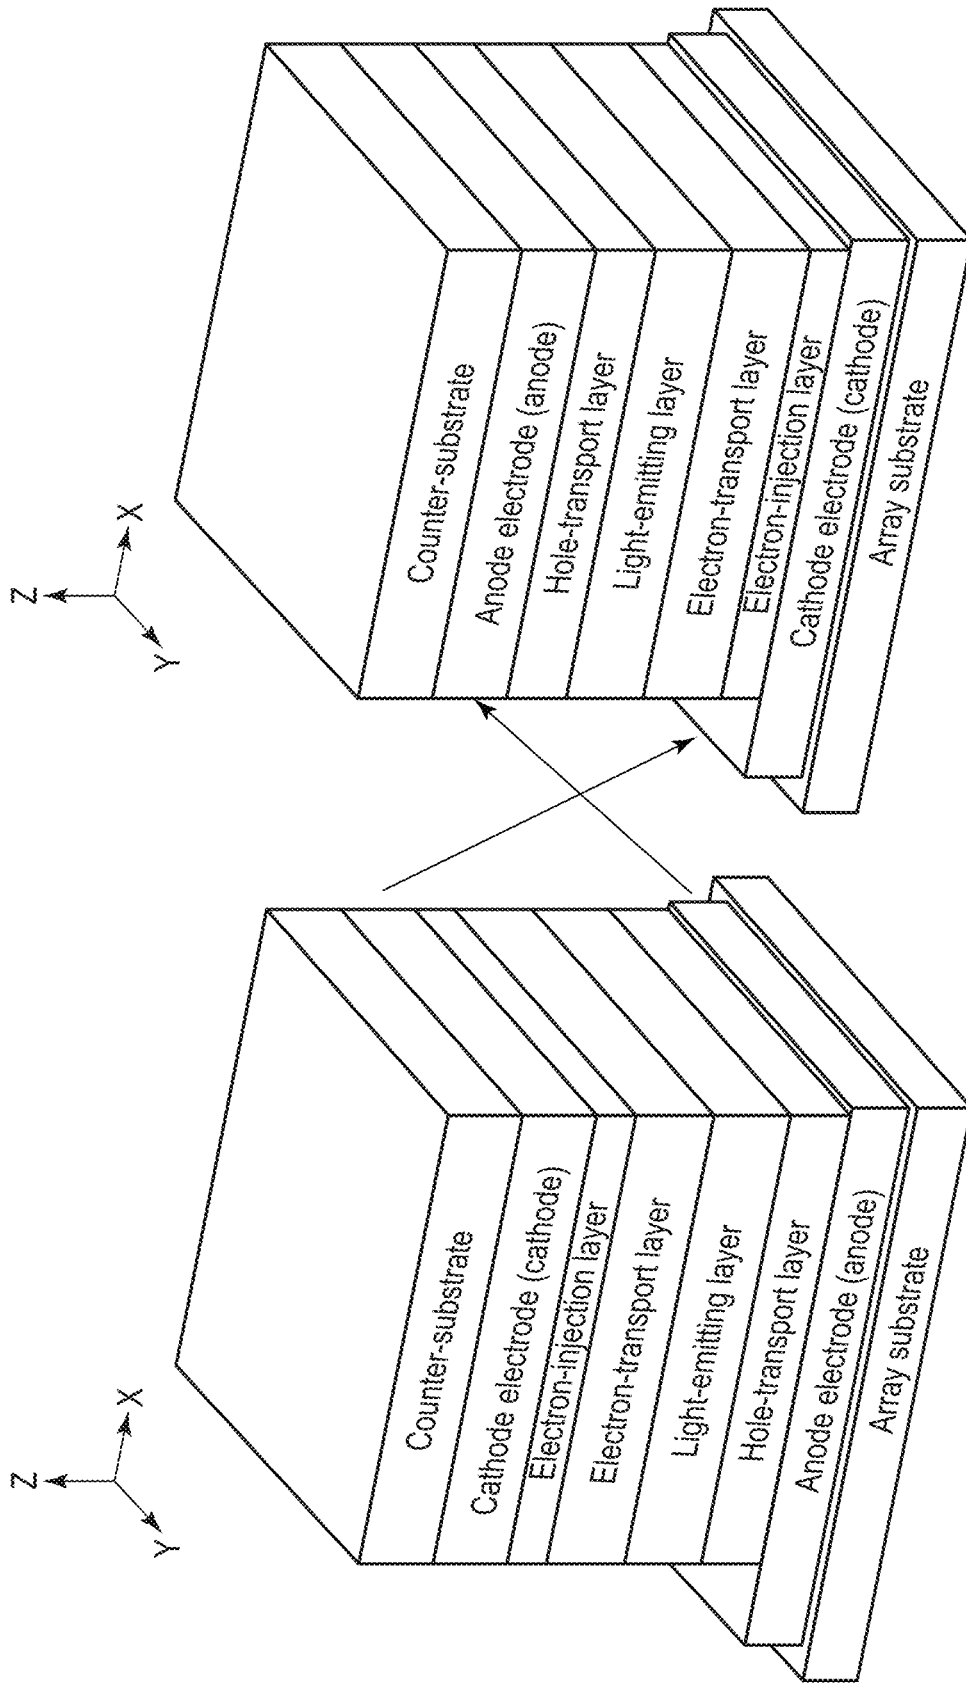 Z
X
Y
Counter-substrate
Anode electrode (anode)
Hole-transport layer
Light-emitting layer
Electron-transport layer
Electron-injection layer
Cathode electrode (cathode)
Array substrate
Z
X
Y
Counter-substrate
Cathode electrode (cathode)
Electron-injection layer
Electron-transport layer
Light-emitting layer
Hole-transport layer
Anode electrode (anode)
Array substrate